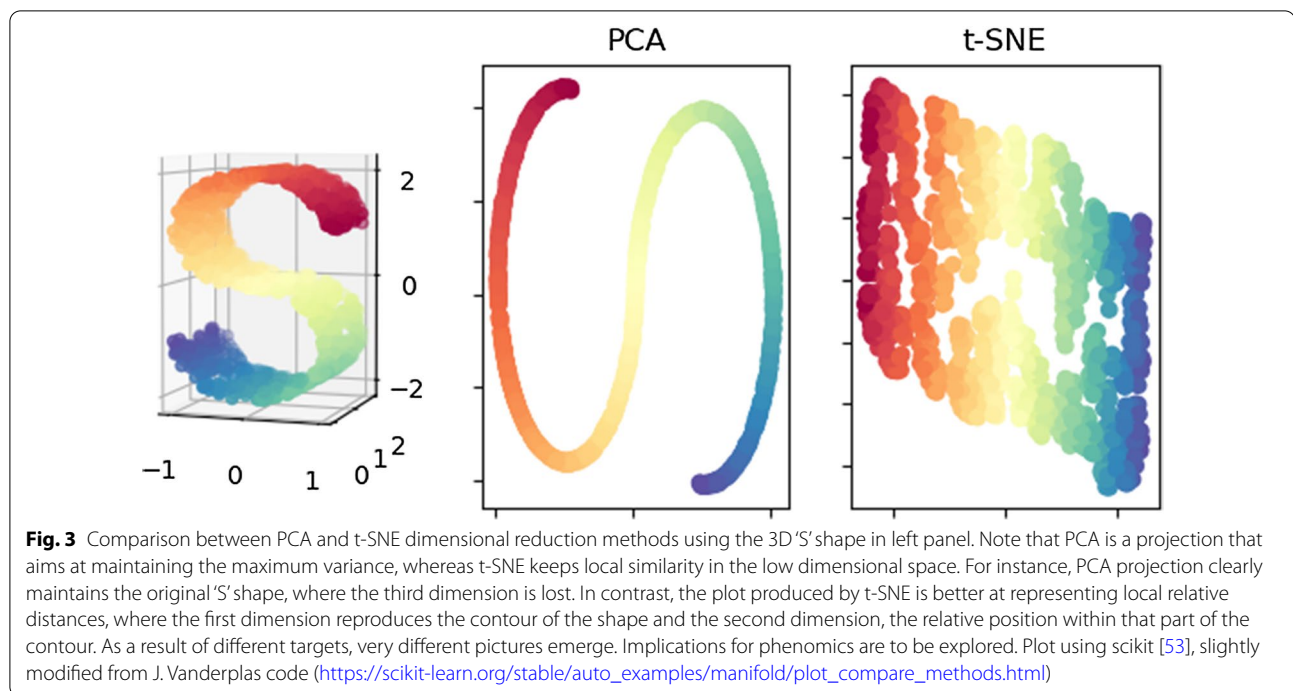 PCA
t-SNE
2
0
−2
−1 0 1 0 1 2
Fig. 3 Comparison between PCA and t-SNE dimensional reduction methods using the 3D ‘S’ shape in left panel. Note that PCA is a projection that
aims at maintaining the maximum variance, whereas t-SNE keeps local similarity in the low dimensional space. For instance, PCA projection clearly
maintains the original ‘S’ shape, where the third dimension is lost. In contrast, the plot produced by t-SNE is better at representing local relative
distances, where the first dimension reproduces the contour of the shape and the second dimension, the relative position within that part of the
contour. As a result of different targets, very different pictures emerge. Implications for phenomics are to be explored. Plot using scikit [53], slightly
modified from J. Vanderplas code (https://scikit-learn.org/stable/auto_examples/manifold/plot_compare_methods.html)